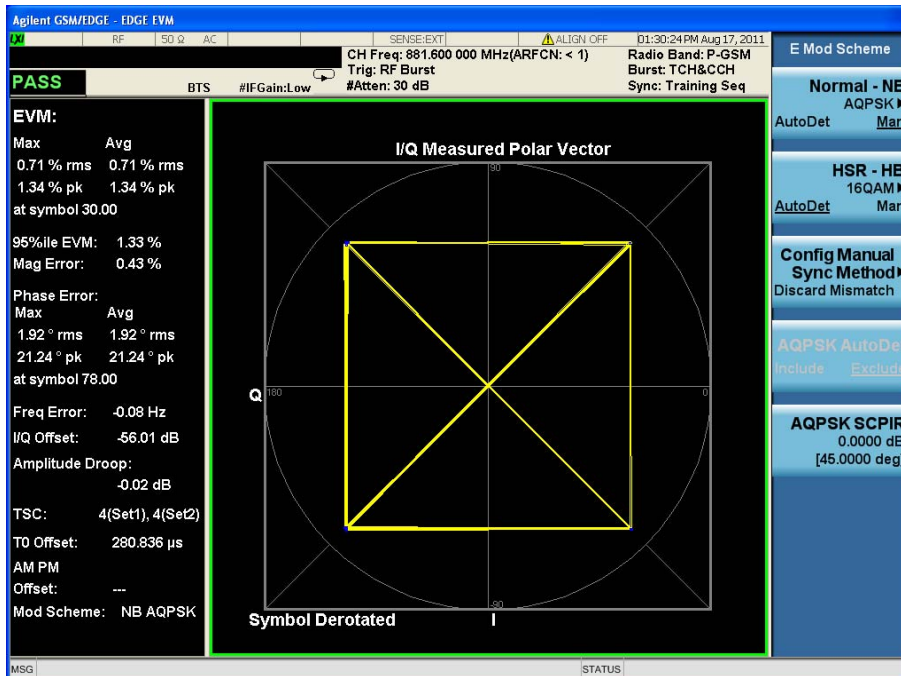 Agilent GSM/EDGE - EDGE EVM
LXI RF 50 Ω AC SENSE:EXT ALIGN OFF 01:30:24 PM Aug 17, 2011
CH Freq: 881.600 000 MHz(ARFCN: < 1) Radio Band: P-GSM
Trig: RF Burst Burst: TCH&CCH
PASS BTS #IFGain:Low #Atten: 30 dB Sync: Training Seq
EVM:
Max Avg
0.71 % rms 0.71 % rms
1.34 % pk 1.34 % pk
at symbol 30.00
95%ile EVM: 1.33 %
Mag Error: 0.43 %
Phase Error:
Max Avg
1.92 ° rms 1.92 ° rms
21.24 ° pk 21.24 ° pk
at symbol 78.00
Freq Error: -0.08 Hz
I/Q Offset: -56.01 dB
Amplitude Droop:
-0.02 dB
TSC: 4(Set1), 4(Set2)
T0 Offset: 280.836 µs
AM PM
Offset: ---
Mod Scheme: NB AQPSK
I/Q Measured Polar Vector
90
Q 180 0
-90
Symbol Derotated I
E Mod Scheme
Normal - NB
AQPSK
AutoDet Man
HSR - HB
16QAM
AutoDet Man
Config Manual
Sync Method
Discard Mismatch
AQPSK AutoDe
Include Exclude
AQPSK SCPIR
0.0000 dB
[45.0000 deg]
MSG STATUS